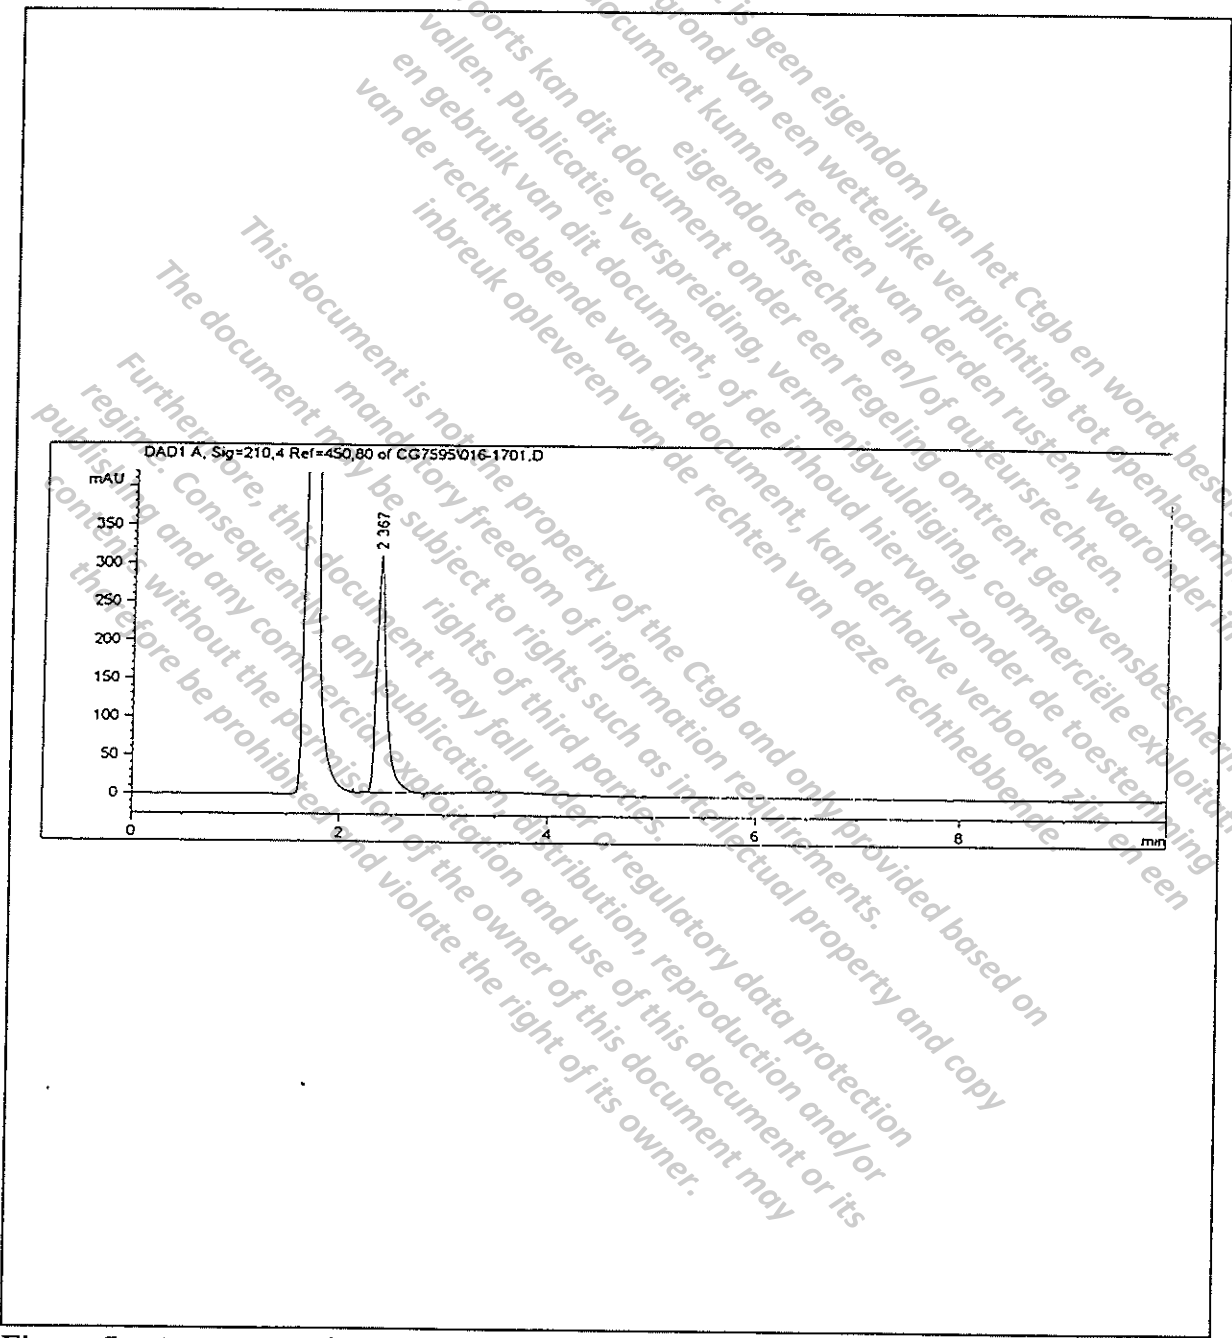 is geen eigendom van het Ctgb en wordt
grond van een wettelijke verplichting tot
document kunnen rechten van derden rusten, waaronder
eigendomsrechten en/of auteursrechten.
kan dit document onder een regeling omtrent
vallen. Publicatie, verspreiding, vermenigvuldiging, commerciële
en gebruik van dit document, of de inhoud hiervan zonder de toestemming
van de rechthebbende van dit document, kan derhalve verboden zijn en een
inbreuk opleveren van de rechten van deze rechthebbende.
This document is not the property of the Ctgb and only provided based on
mandatory freedom of information requirements.
The document may be subject to rights such as intellectual property and copy
rights of third parties.
Furthermore, this document may fall under a regulatory data protection
regime. Consequently, any publication, distribution, reproduction and/or
publishing and any commercial exploitation and use of this document or its
contents without the permission of the owner of this document may
therefore be prohibited and violate the right of its owner.
DAD1 A, Sig=210,4 Ref=450,80 of CG7595\016-1701.D
mAU
350
300
250
200
150
100
50
0
2 367
0 2 4 6 8 min